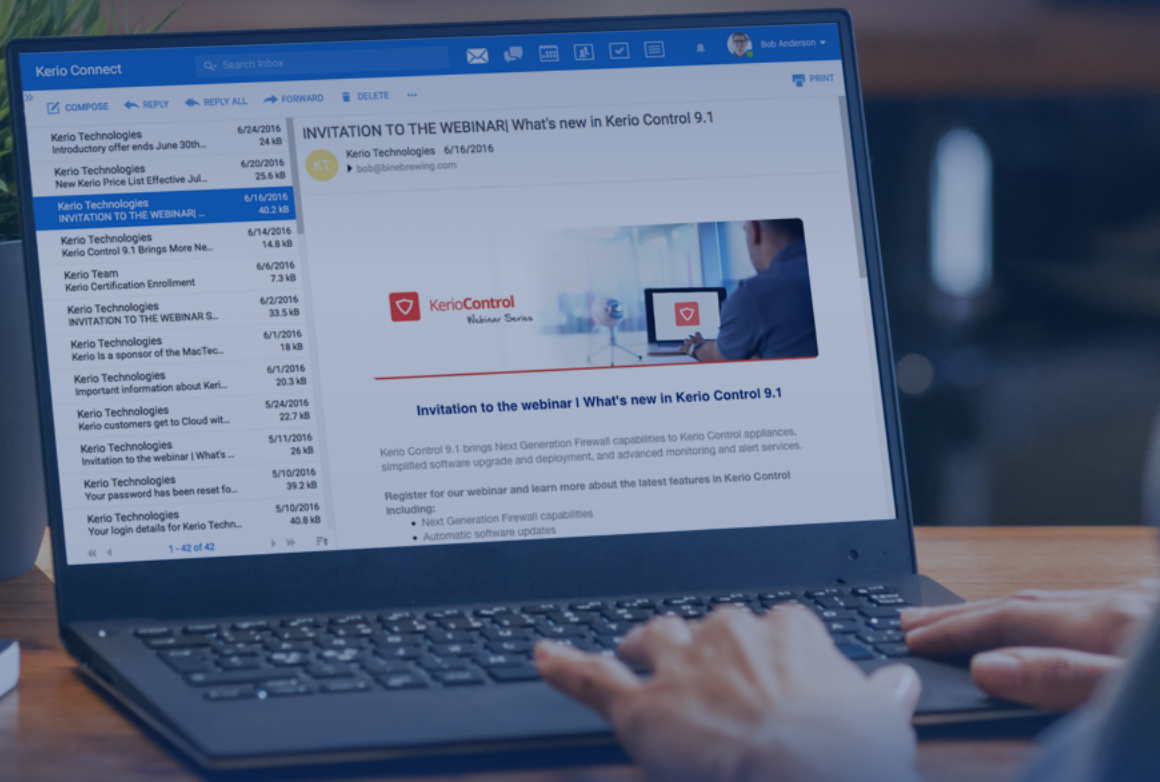 Kerio Connect
Search Inbox
Bob Anderson
COMPOSE REPLY REPLY ALL FORWARD DELETE ...
PRINT
Kerio Technologies 6/24/2016
Introductory offer ends June 30th... 24 kB
Kerio Technologies 6/20/2016
New Kerio Price List Effective Jul... 25.6 kB
Kerio Technologies 6/16/2016
INVITATION TO THE WEBINAR| ... 40.2 kB
Kerio Technologies 6/14/2016
Kerio Control 9.1 Brings More Ne... 14.8 kB
Kerio Team 6/6/2016
Kerio Certification Enrollment 7.3 kB
Kerio Technologies 6/2/2016
INVITATION TO THE WEBINAR S... 33.5 kB
Kerio Technologies 6/1/2016
Kerio Is a sponsor of the MacTec... 18 kB
Kerio Technologies 6/1/2016
Important information about Keri... 20.3 kB
Kerio Technologies 5/24/2016
Kerio customers get to Cloud wit... 22.7 kB
Kerio Technologies 5/11/2016
Invitation to the webinar | What's ... 26 kB
Kerio Technologies 5/10/2016
Your password has been reset fo... 39.2 kB
Kerio Technologies 5/10/2016
Your login details for Kerio Techn... 40.8 kB
1 - 42 of 42
INVITATION TO THE WEBINAR| What's new in Kerio Control 9.1
KT
Kerio Technologies 6/16/2016
bob@binebrewing.com
KerioControl
Webinar Series
Invitation to the webinar I What's new in Kerio Control 9.1
Kerio Control 9.1 brings Next Generation Firewall capabilities to Kerio Control appliances,
simplified software upgrade and deployment, and advanced monitoring and alert services.
Register for our webinar and learn more about the latest features in Kerio Control
including:
• Next Generation Firewall capabilities
• Automatic software updates